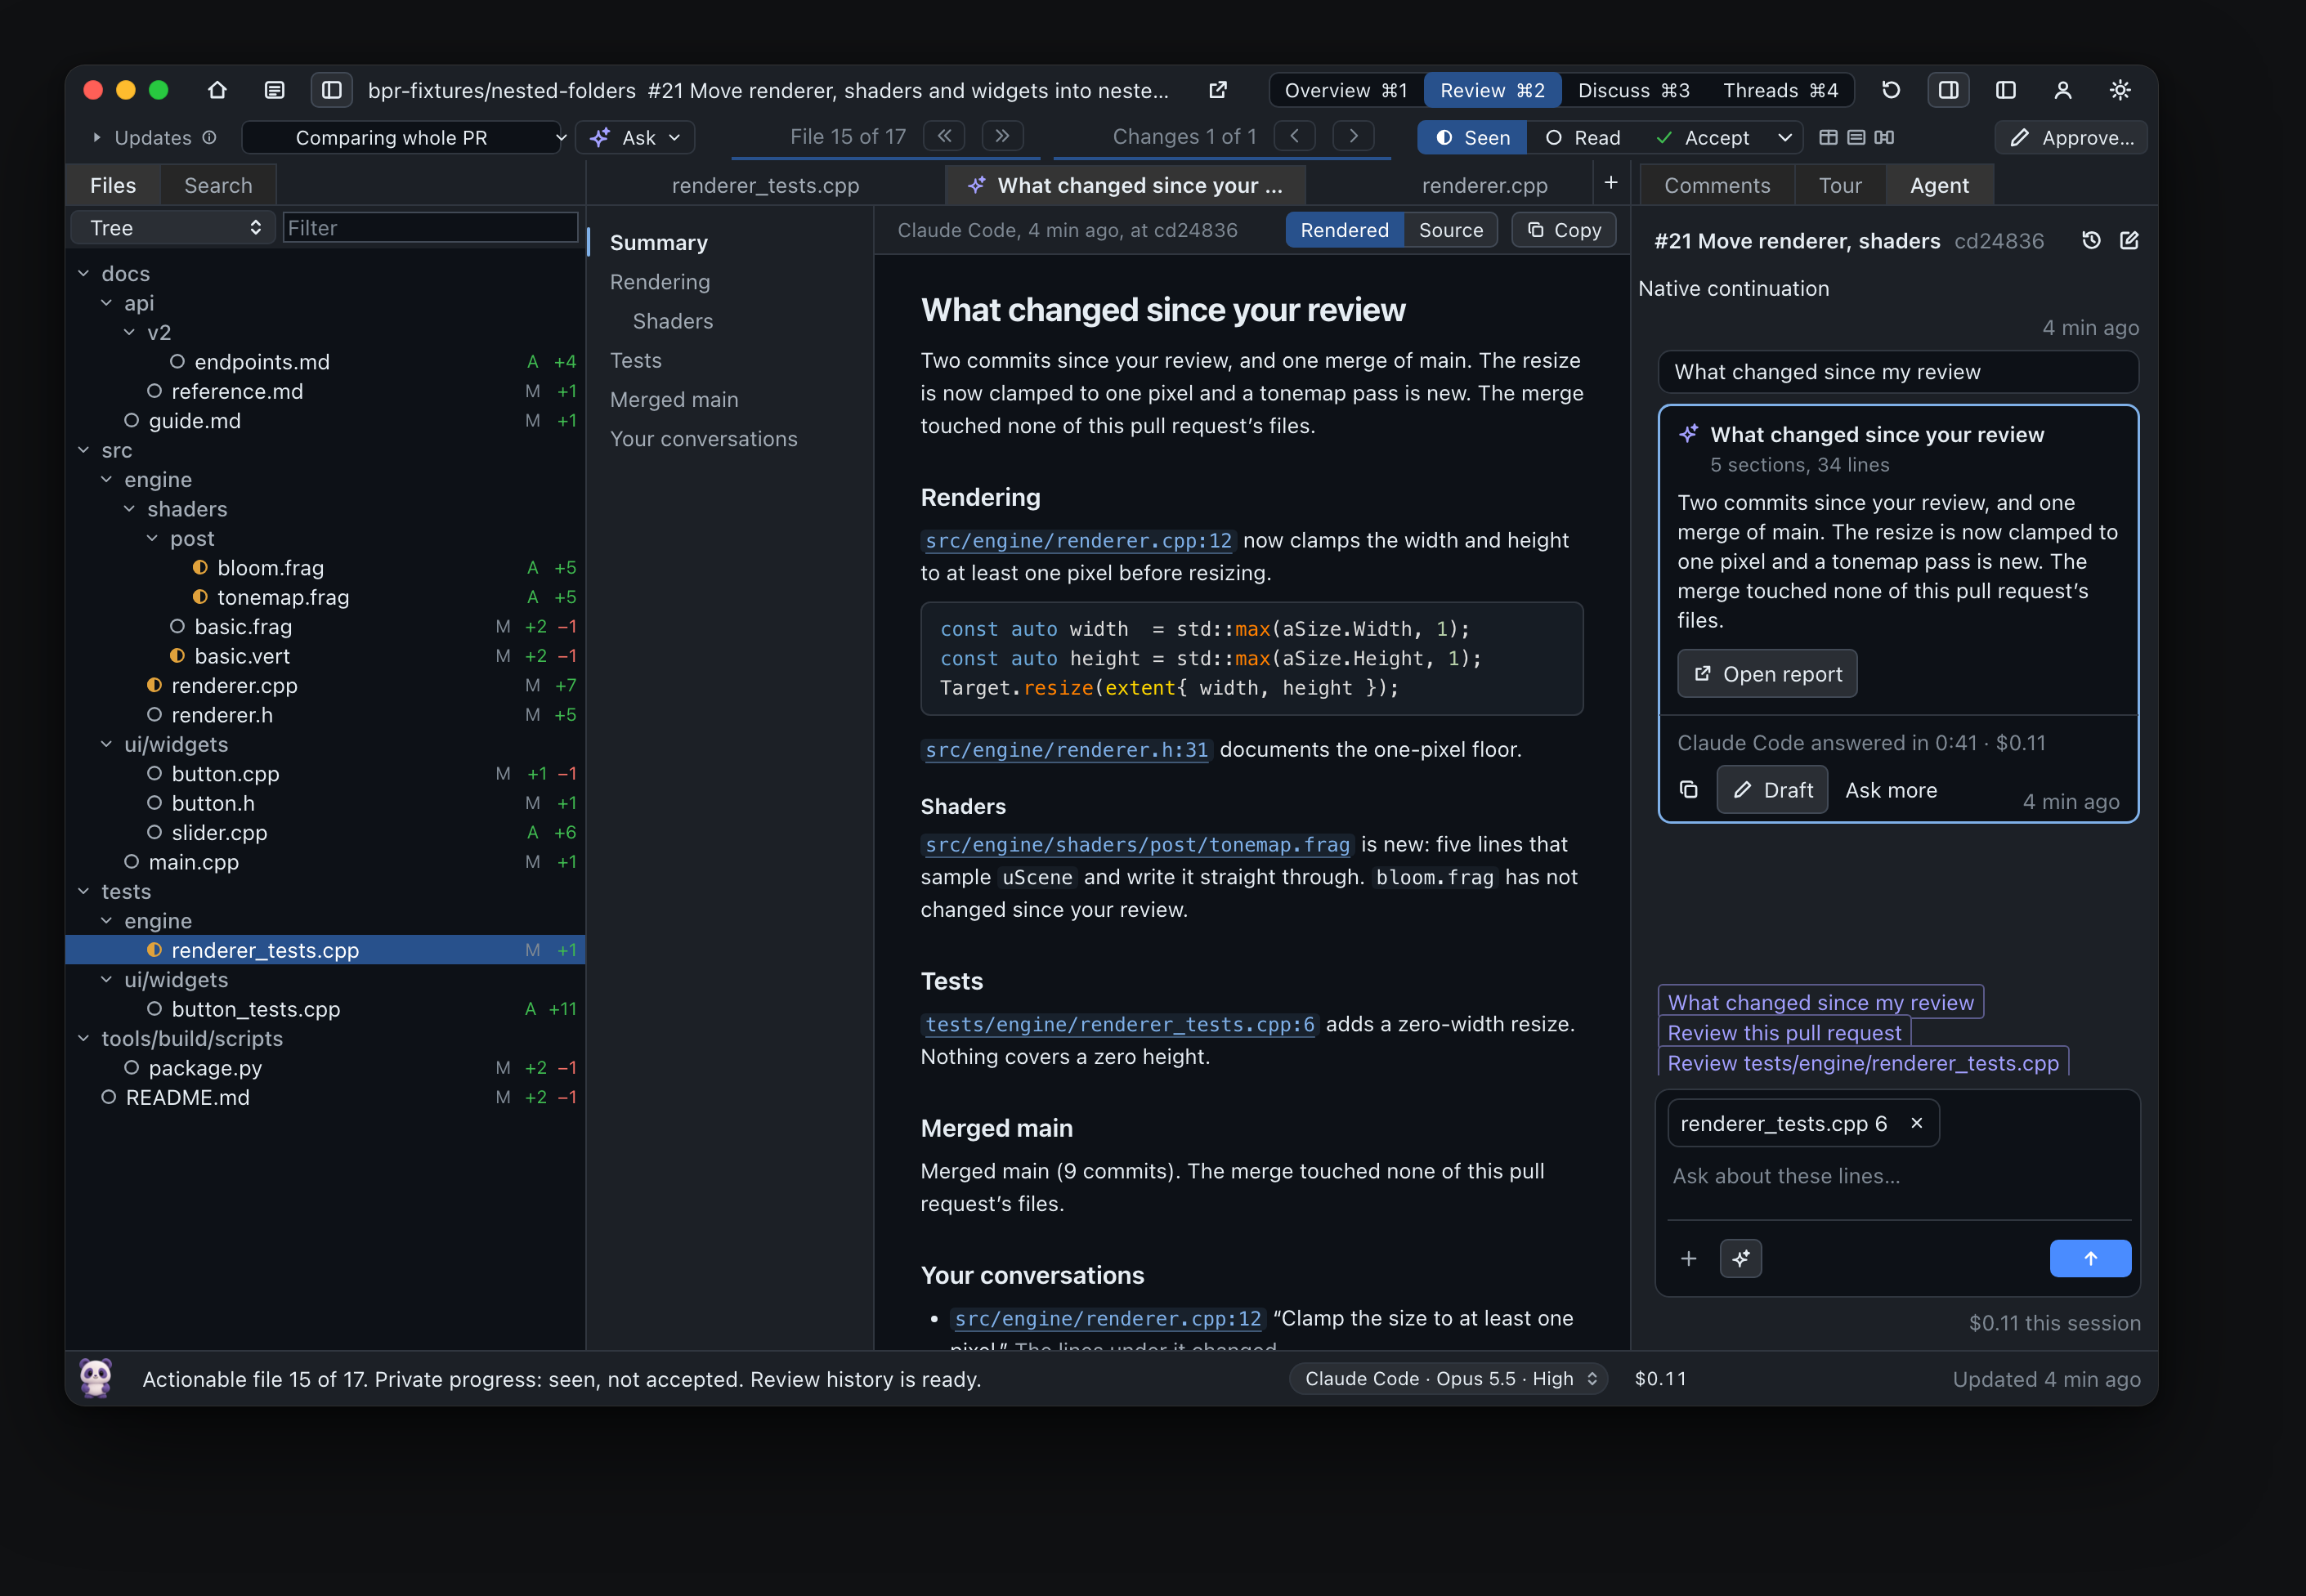 bpr-fixtures/nested-folders #21 Move renderer, shaders and widgets into neste...
Overview ⌘1 Review ⌘2 Discuss ⌘3 Threads ⌘4
Updates Comparing whole PR Ask File 15 of 17 Changes 1 of 1 Seen Read Accept Approve...
Files Search
Tree Filter
docs
api
v2
endpoints.md A +4
reference.md M +1
guide.md M +1
src
engine
shaders
post
bloom.frag A +5
tonemap.frag A +5
basic.frag M +2 −1
basic.vert M +2 −1
renderer.cpp M +7
renderer.h M +5
ui/widgets
button.cpp M +1 −1
button.h M +1
slider.cpp A +6
main.cpp M +1
tests
engine
renderer_tests.cpp M +1
ui/widgets
button_tests.cpp A +11
tools/build/scripts
package.py M +2 −1
README.md M +2 −1
renderer_tests.cpp What changed since your ... renderer.cpp +
Summary
Rendering
Shaders
Tests
Merged main
Your conversations
Claude Code, 4 min ago, at cd24836 Rendered Source Copy
What changed since your review
Two commits since your review, and one merge of main. The resize
is now clamped to one pixel and a tonemap pass is new. The merge
touched none of this pull request’s files.
Rendering
src/engine/renderer.cpp:12 now clamps the width and height
to at least one pixel before resizing.
const auto width  = std::max(aSize.Width, 1);
const auto height = std::max(aSize.Height, 1);
Target.resize(extent{ width, height });
src/engine/renderer.h:31 documents the one-pixel floor.
Shaders
src/engine/shaders/post/tonemap.frag is new: five lines that
sample uScene and write it straight through. bloom.frag has not
changed since your review.
Tests
tests/engine/renderer_tests.cpp:6 adds a zero-width resize.
Nothing covers a zero height.
Merged main
Merged main (9 commits). The merge touched none of this pull
request’s files.
Your conversations
• src/engine/renderer.cpp:12 “Clamp the size to at least one
pixel” The lines under it changed
Comments Tour Agent
#21 Move renderer, shaders cd24836
Native continuation
4 min ago
What changed since my review
What changed since your review
5 sections, 34 lines
Two commits since your review, and one
merge of main. The resize is now clamped to
one pixel and a tonemap pass is new. The
merge touched none of this pull request’s
files.
Open report
Claude Code answered in 0:41 · $0.11
Draft Ask more 4 min ago
What changed since my review
Review this pull request
Review tests/engine/renderer_tests.cpp
renderer_tests.cpp 6 ×
Ask about these lines...
$0.11 this session
Actionable file 15 of 17. Private progress: seen, not accepted. Review history is ready.
Claude Code · Opus 5.5 · High $0.11
Updated 4 min ago